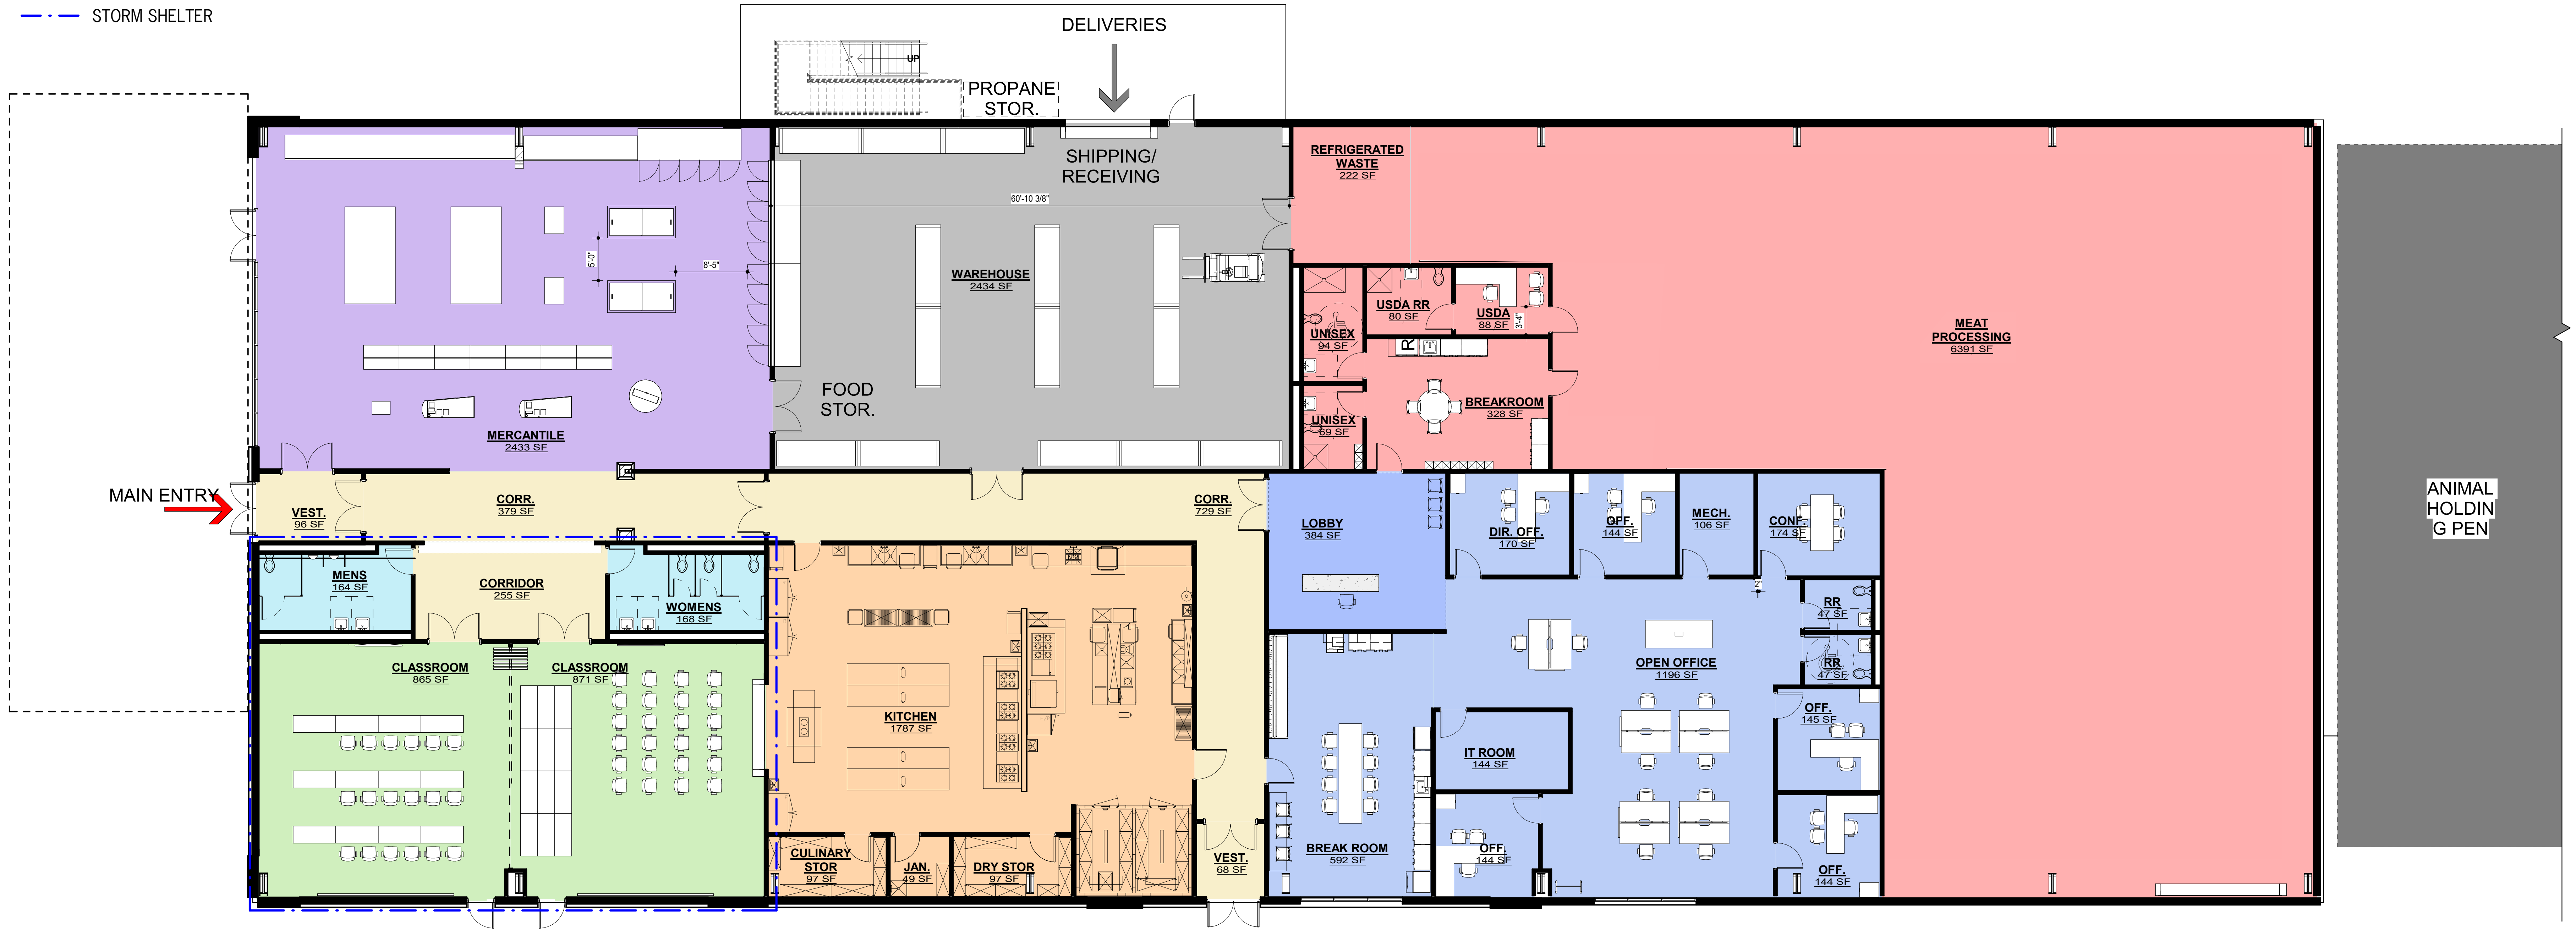 STORM SHELTER
DELIVERIES
UP
PROPANE
STOR.
SHIPPING/
RECEIVING
REFRIGERATED
WASTE
222 SF
60'-10 3/8"
5'-0"
8'-5"
WAREHOUSE
2434 SF
USDA RR
80 SF
USDA
88 SF
3'-4"
UNISEX
94 SF
R
MEAT
PROCESSING
6391 SF
FOOD
STOR.
BREAKROOM
328 SF
UNISEX
69 SF
MERCANTILE
2433 SF
MAIN ENTRY
VEST.
96 SF
CORR.
379 SF
CORR.
729 SF
LOBBY
384 SF
DIR. OFF.
170 SF
OFF.
144 SF
MECH.
106 SF
CONF.
174 SF
ANIMAL
HOLDIN
G PEN
MENS
164 SF
CORRIDOR
255 SF
WOMENS
168 SF
2"
RR
47 SF
CLASSROOM
865 SF
CLASSROOM
871 SF
OPEN OFFICE
1196 SF
RR
47 SF
KITCHEN
1787 SF
OFF.
145 SF
IT ROOM
144 SF
CULINARY
STOR
97 SF
JAN.
49 SF
DRY STOR
97 SF
VEST.
68 SF
BREAK ROOM
592 SF
OFF.
144 SF
OFF.
144 SF